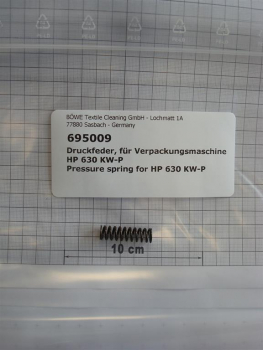 BÖWE Textile Cleaning GmbH - Lochmatt 1A
77880 Sasbach - Germany
695009
Druckfeder, für Verpackungsmaschine
HP 630 KW-P
Pressure spring for HP 630 KW-P
10 cm